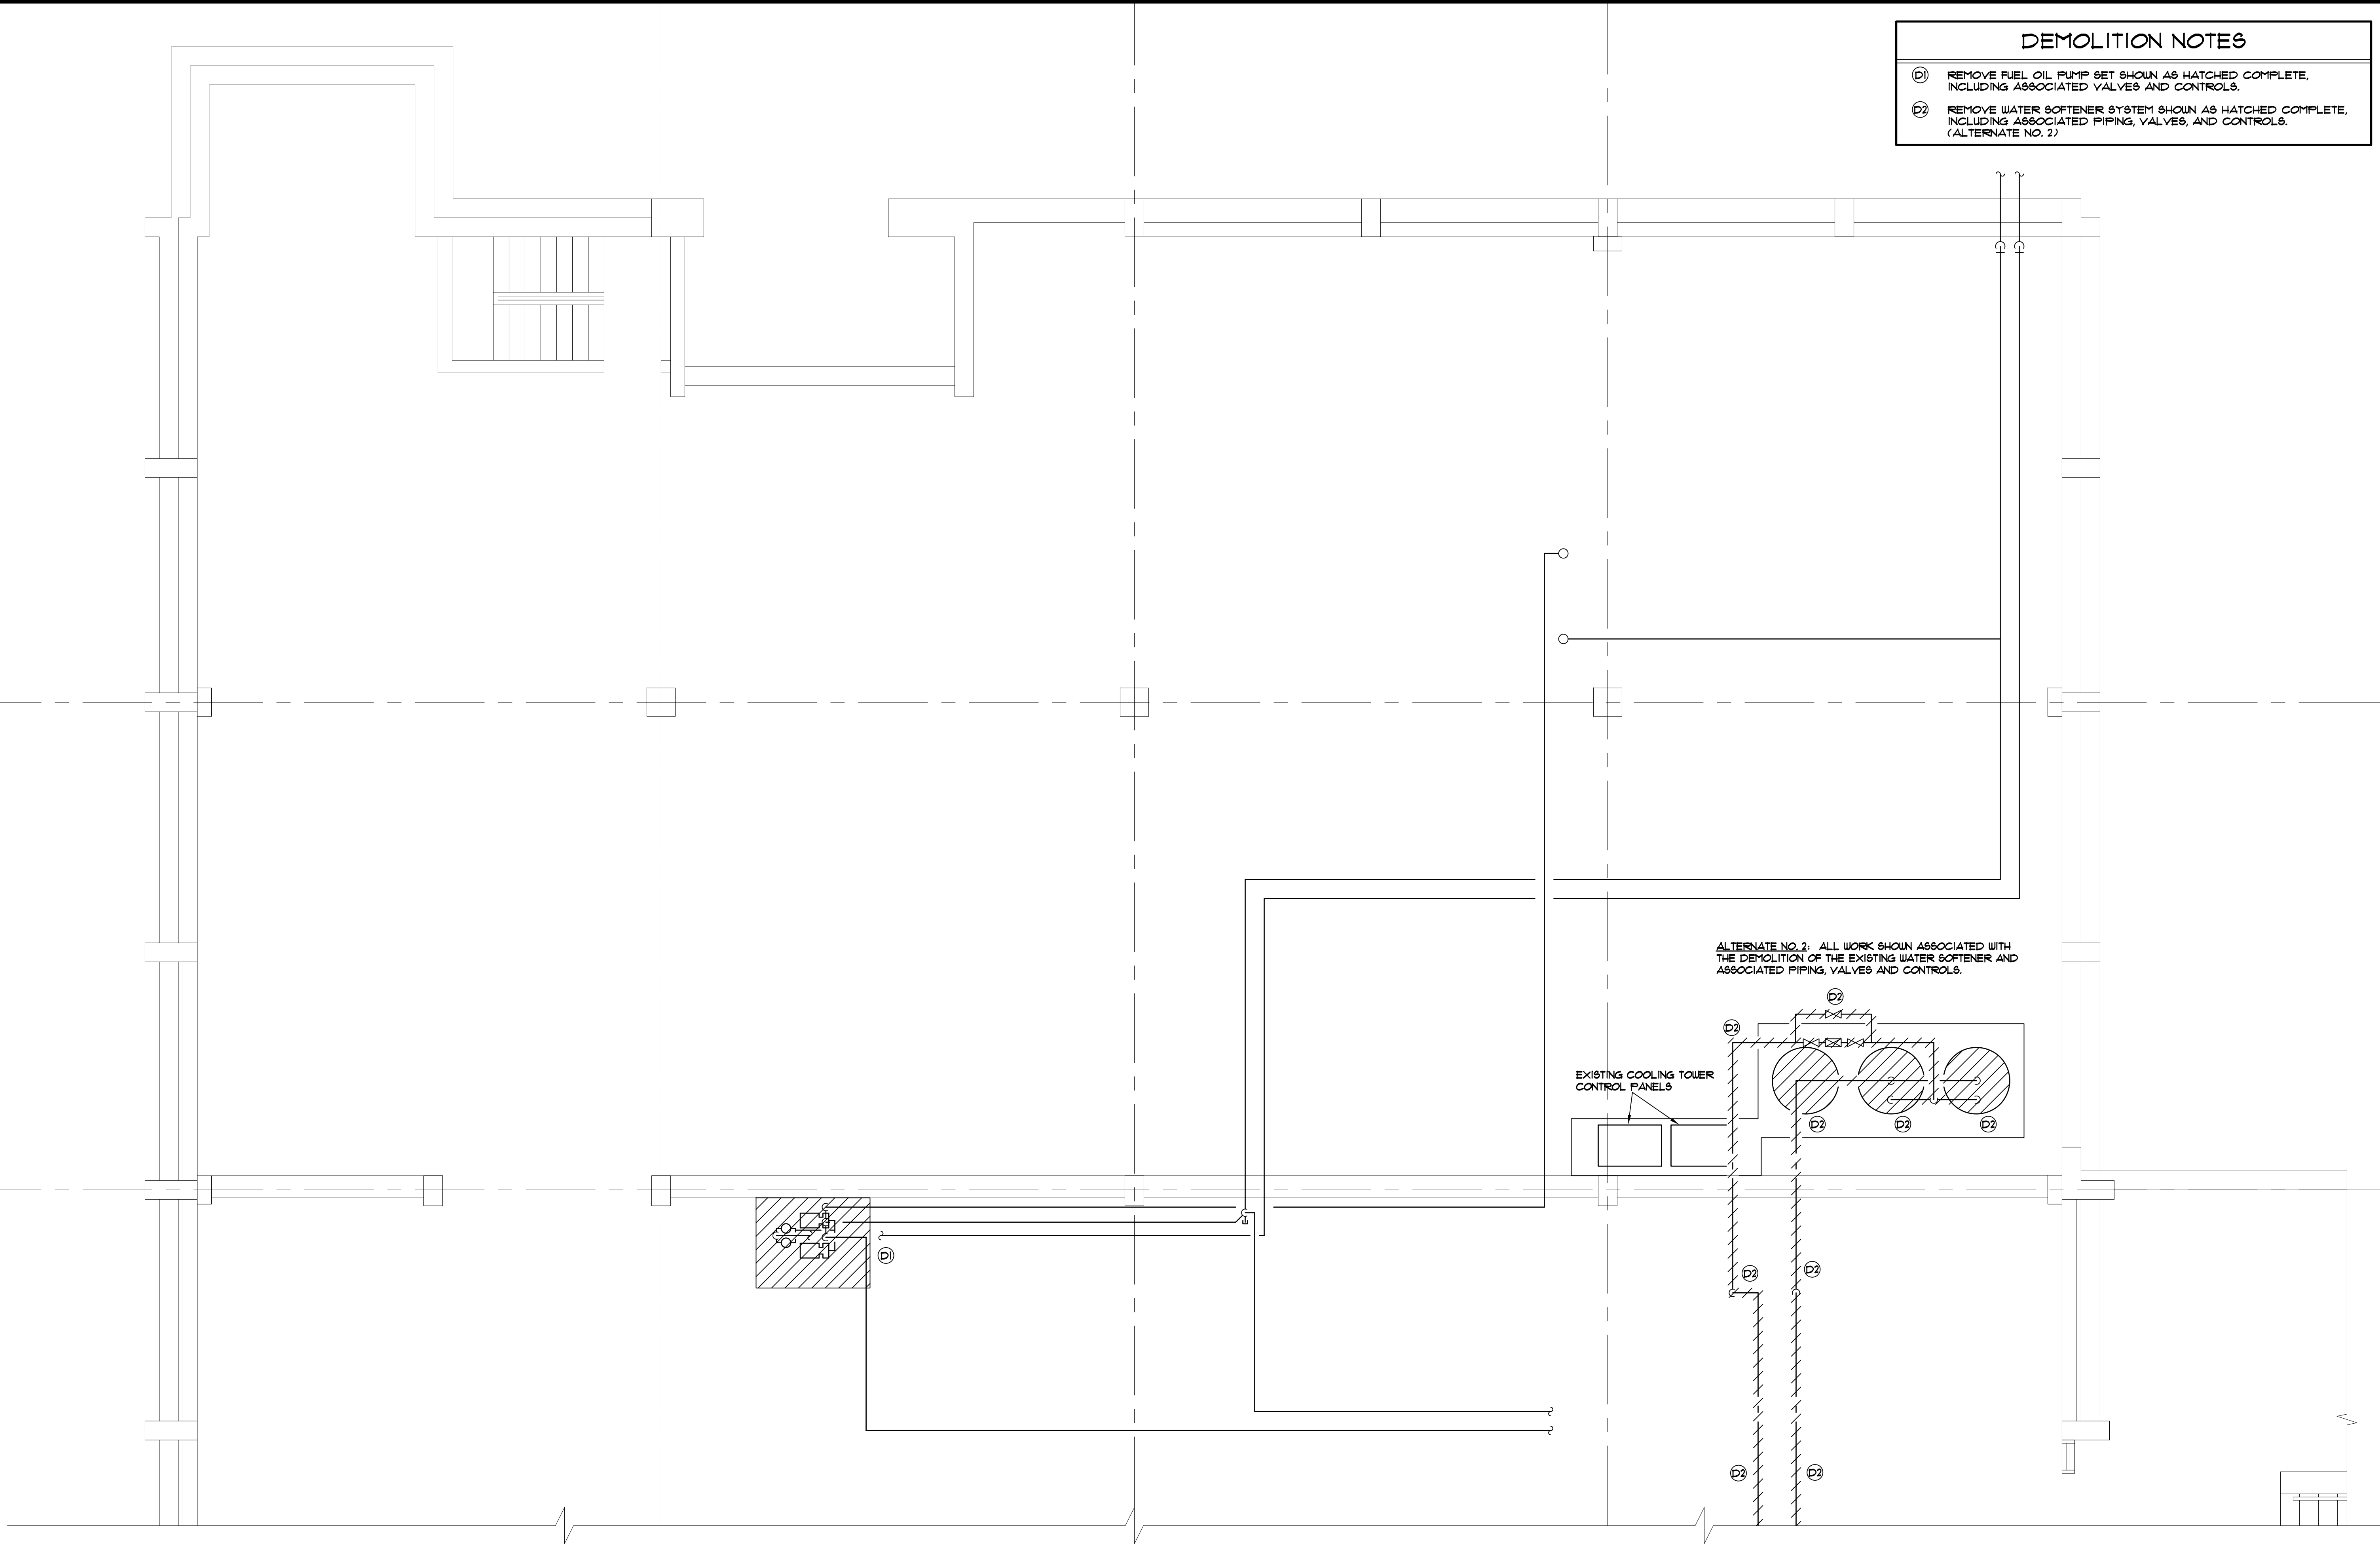 DEMOLITION NOTES
D1 REMOVE FUEL OIL PUMP SET SHOWN AS HATCHED COMPLETE,
INCLUDING ASSOCIATED VALVES AND CONTROLS.
D2 REMOVE WATER SOFTENER SYSTEM SHOWN AS HATCHED COMPLETE,
INCLUDING ASSOCIATED PIPING, VALVES, AND CONTROLS.
(ALTERNATE NO. 2)
ALTERNATE NO. 2: ALL WORK SHOWN ASSOCIATED WITH
THE DEMOLITION OF THE EXISTING WATER SOFTENER AND
ASSOCIATED PIPING, VALVES AND CONTROLS.
D2
D2
EXISTING COOLING TOWER
CONTROL PANELS
D2
D2
D2
D1
D2
D2
D2
D2